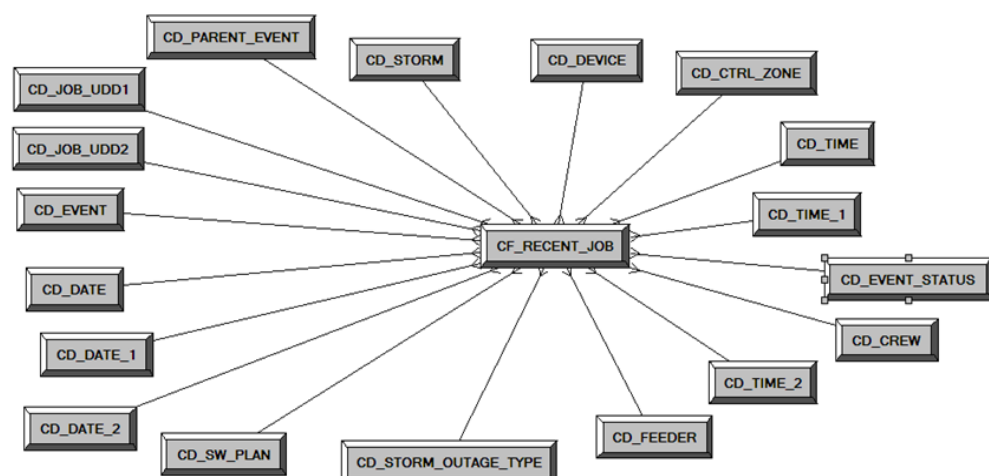 CD_PARENT_EVENT
CD_STORM
CD_DEVICE
CD_CTRL_ZONE
CD_JOB_UDD1
CD_JOB_UDD2
CD_TIME
CD_EVENT
CD_TIME_1
CF_RECENT_JOB
CD_DATE
CD_EVENT_STATUS
CD_DATE_1
CD_CREW
CD_TIME_2
CD_DATE_2
CD_SW_PLAN
CD_FEEDER
CD_STORM_OUTAGE_TYPE